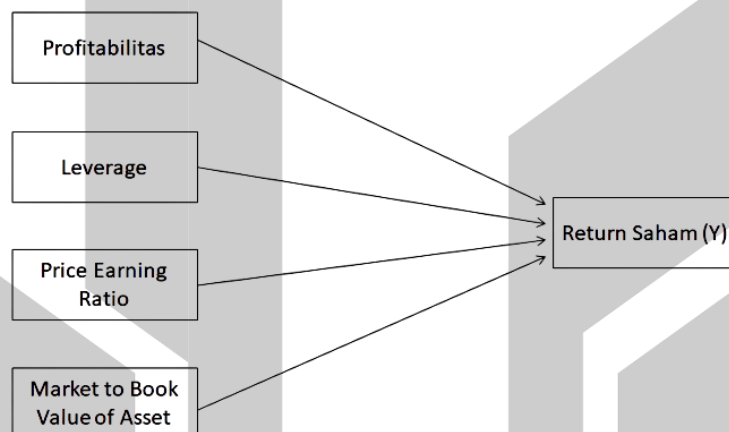 Profitabilitas
Leverage
Price Earning
Ratio
Market to Book
Value of Asset
Return Saham (Y)